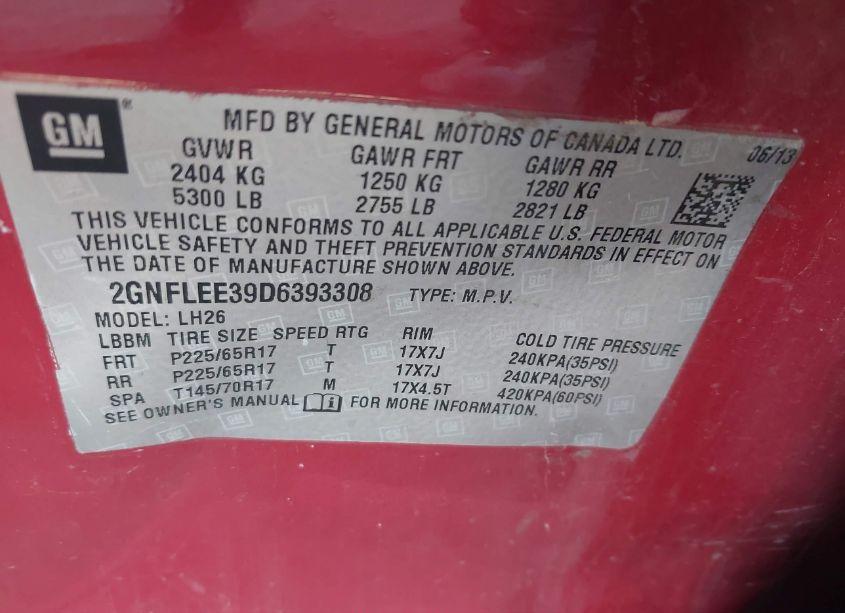 GM®
MFD BY GENERAL MOTORS OF CANADA LTD. 06/13
GVWR GAWR FRT GAWR RR
2404 KG 1250 KG 1280 KG
5300 LB 2755 LB 2821 LB
THIS VEHICLE CONFORMS TO ALL APPLICABLE U.S. FEDERAL MOTOR
VEHICLE SAFETY AND THEFT PREVENTION STANDARDS IN EFFECT ON
THE DATE OF MANUFACTURE SHOWN ABOVE.
2GNFLEE39D6393308 TYPE: M.P.V.
MODEL: LH26
LBBM TIRE SIZE SPEED RTG RIM COLD TIRE PRESSURE
FRT P225/65R17 T 17X7J 240KPA(35PSI)
RR P225/65R17 T 17X7J 240KPA(35PSI)
SPA T145/70R17 M 17X4.5T 420KPA(60PSI)
SEE OWNER'S MANUAL i FOR MORE INFORMATION.